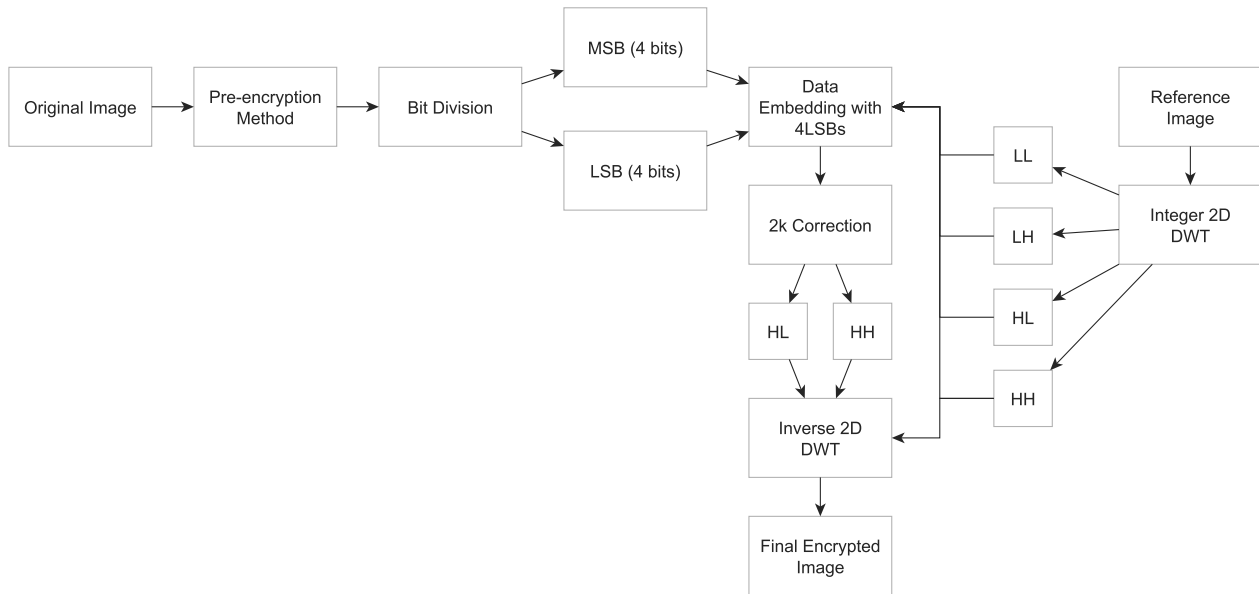 Original Image
Pre-encryption
Method
Bit Division
MSB (4 bits)
LSB (4 bits)
Data
Embedding with
4LSBs
2k Correction
HL
HH
Inverse 2D
DWT
Final Encrypted
Image
Reference
Image
Integer 2D
DWT
LL
LH
HL
HH